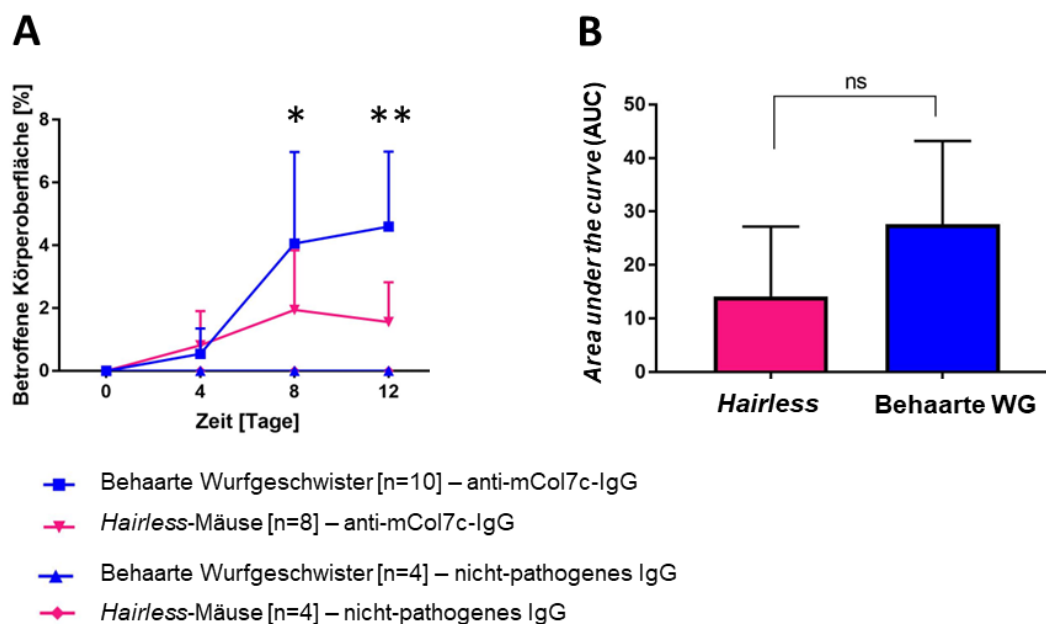 A
Betroffene Körperoberfläche [%]
8
6
4
2
0
* **
0 4 8 12
Zeit [Tage]
B
Area under the curve (AUC)
50
40
30
20
10
0
ns
Hairless Behaarte WG
Behaarte Wurfgeschwister [n=10] – anti-mCol7c-IgG
Hairless-Mäuse [n=8] – anti-mCol7c-IgG
Behaarte Wurfgeschwister [n=4] – nicht-pathogenes IgG
Hairless-Mäuse [n=4] – nicht-pathogenes IgG